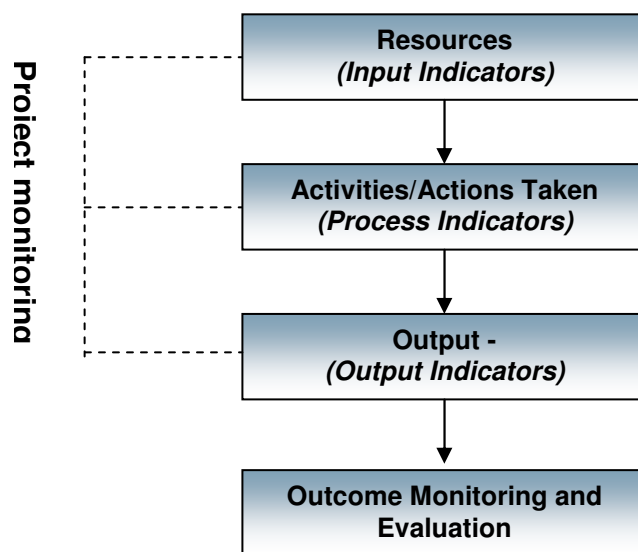 Project monitoring
Resources
(Input Indicators)
Activities/Actions Taken
(Process Indicators)
Output -
(Output Indicators)
Outcome Monitoring and
Evaluation